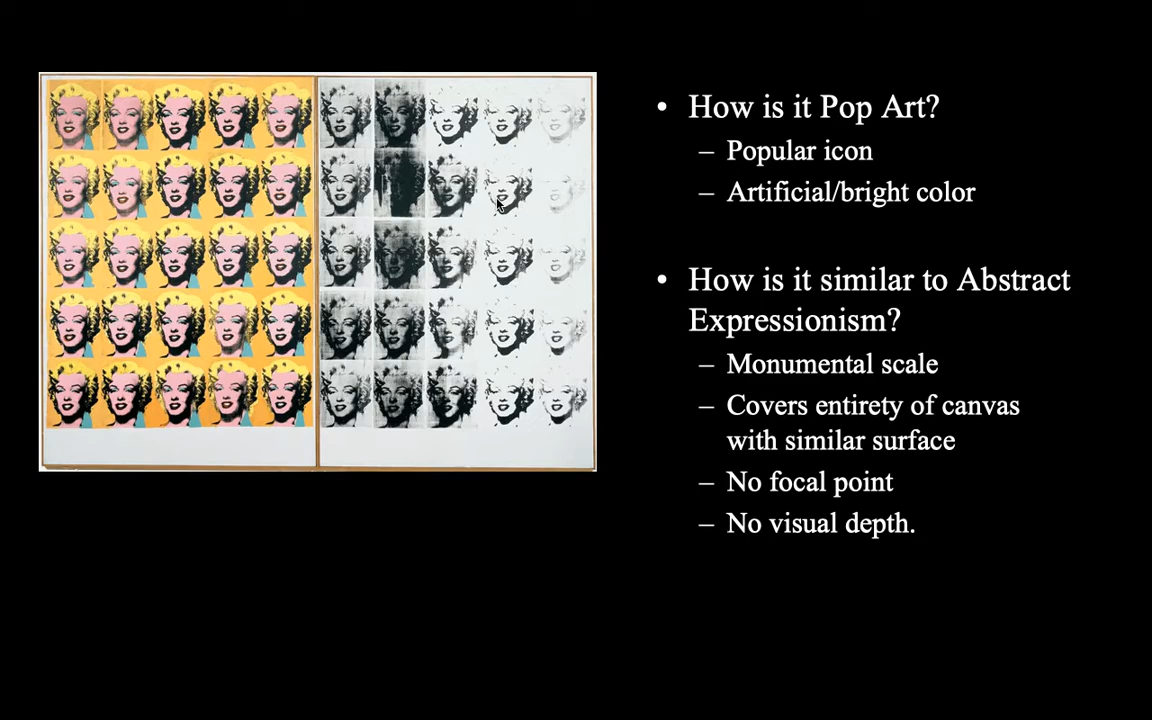 • How is it Pop Art?
– Popular icon
– Artificial/bright color
• How is it similar to Abstract
Expressionism?
– Monumental scale
– Covers entirety of canvas
with similar surface
– No focal point
– No visual depth.